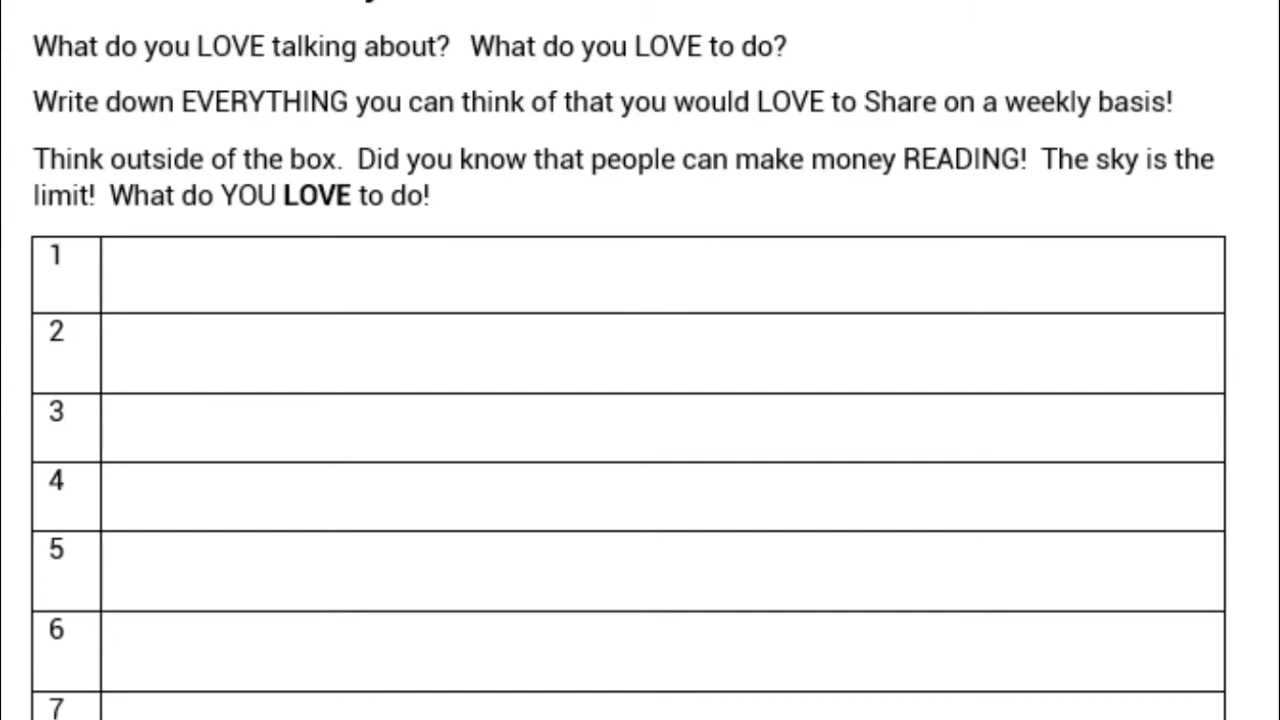 What do you LOVE talking about?   What do you LOVE to do?
Write down EVERYTHING you can think of that you would LOVE to Share on a weekly basis!
Think outside of the box.  Did you know that people can make money READING!  The sky is the
limit!  What do YOU LOVE to do!
1
2
3
4
5
6
7